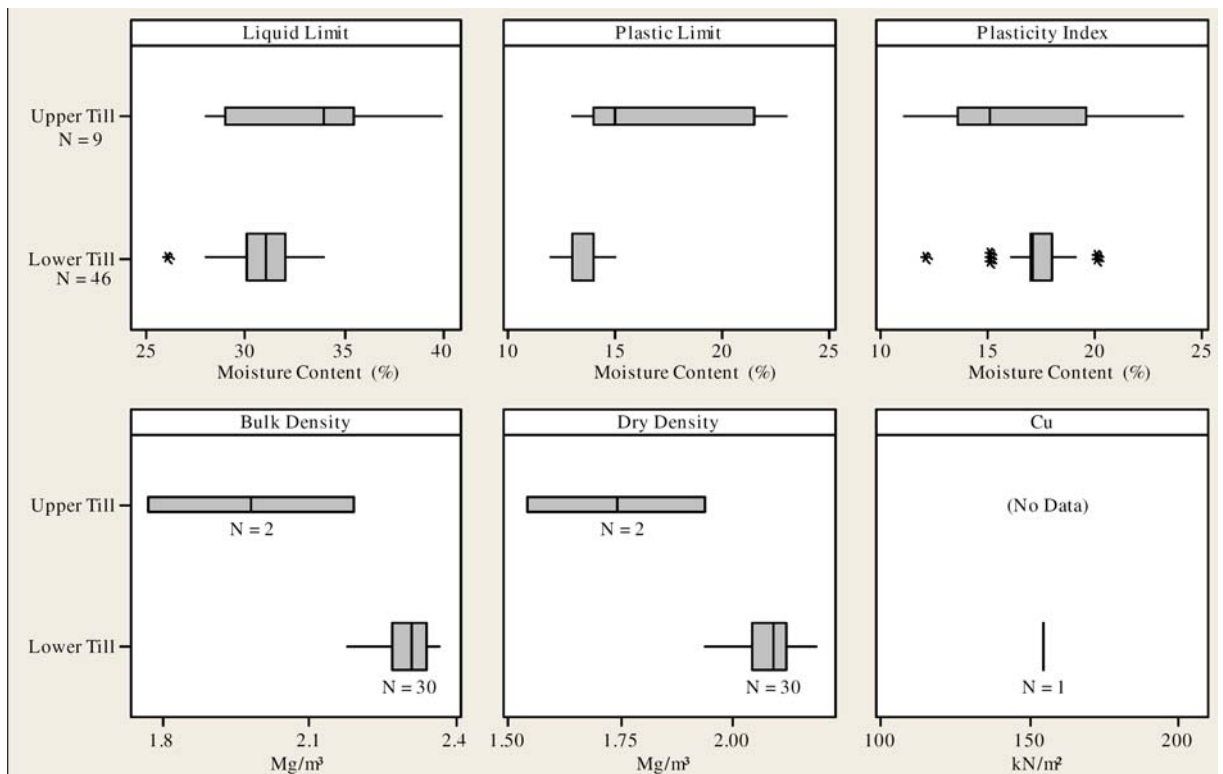 Liquid Limit
Plastic Limit
Plasticity Index
Upper Till
N = 9
Lower Till
N = 46
25 30 35 40
10 15 20 25
10 15 20 25
Moisture Content (%)
Moisture Content (%)
Moisture Content (%)
Bulk Density
Dry Density
Cu
Upper Till
N = 2
N = 2
(No Data)
Lower Till
N = 30
N = 30
N = 1
1.8 2.1 2.4
1.50 1.75 2.00
100 150 200
Mg/m³
Mg/m³
kN/m²